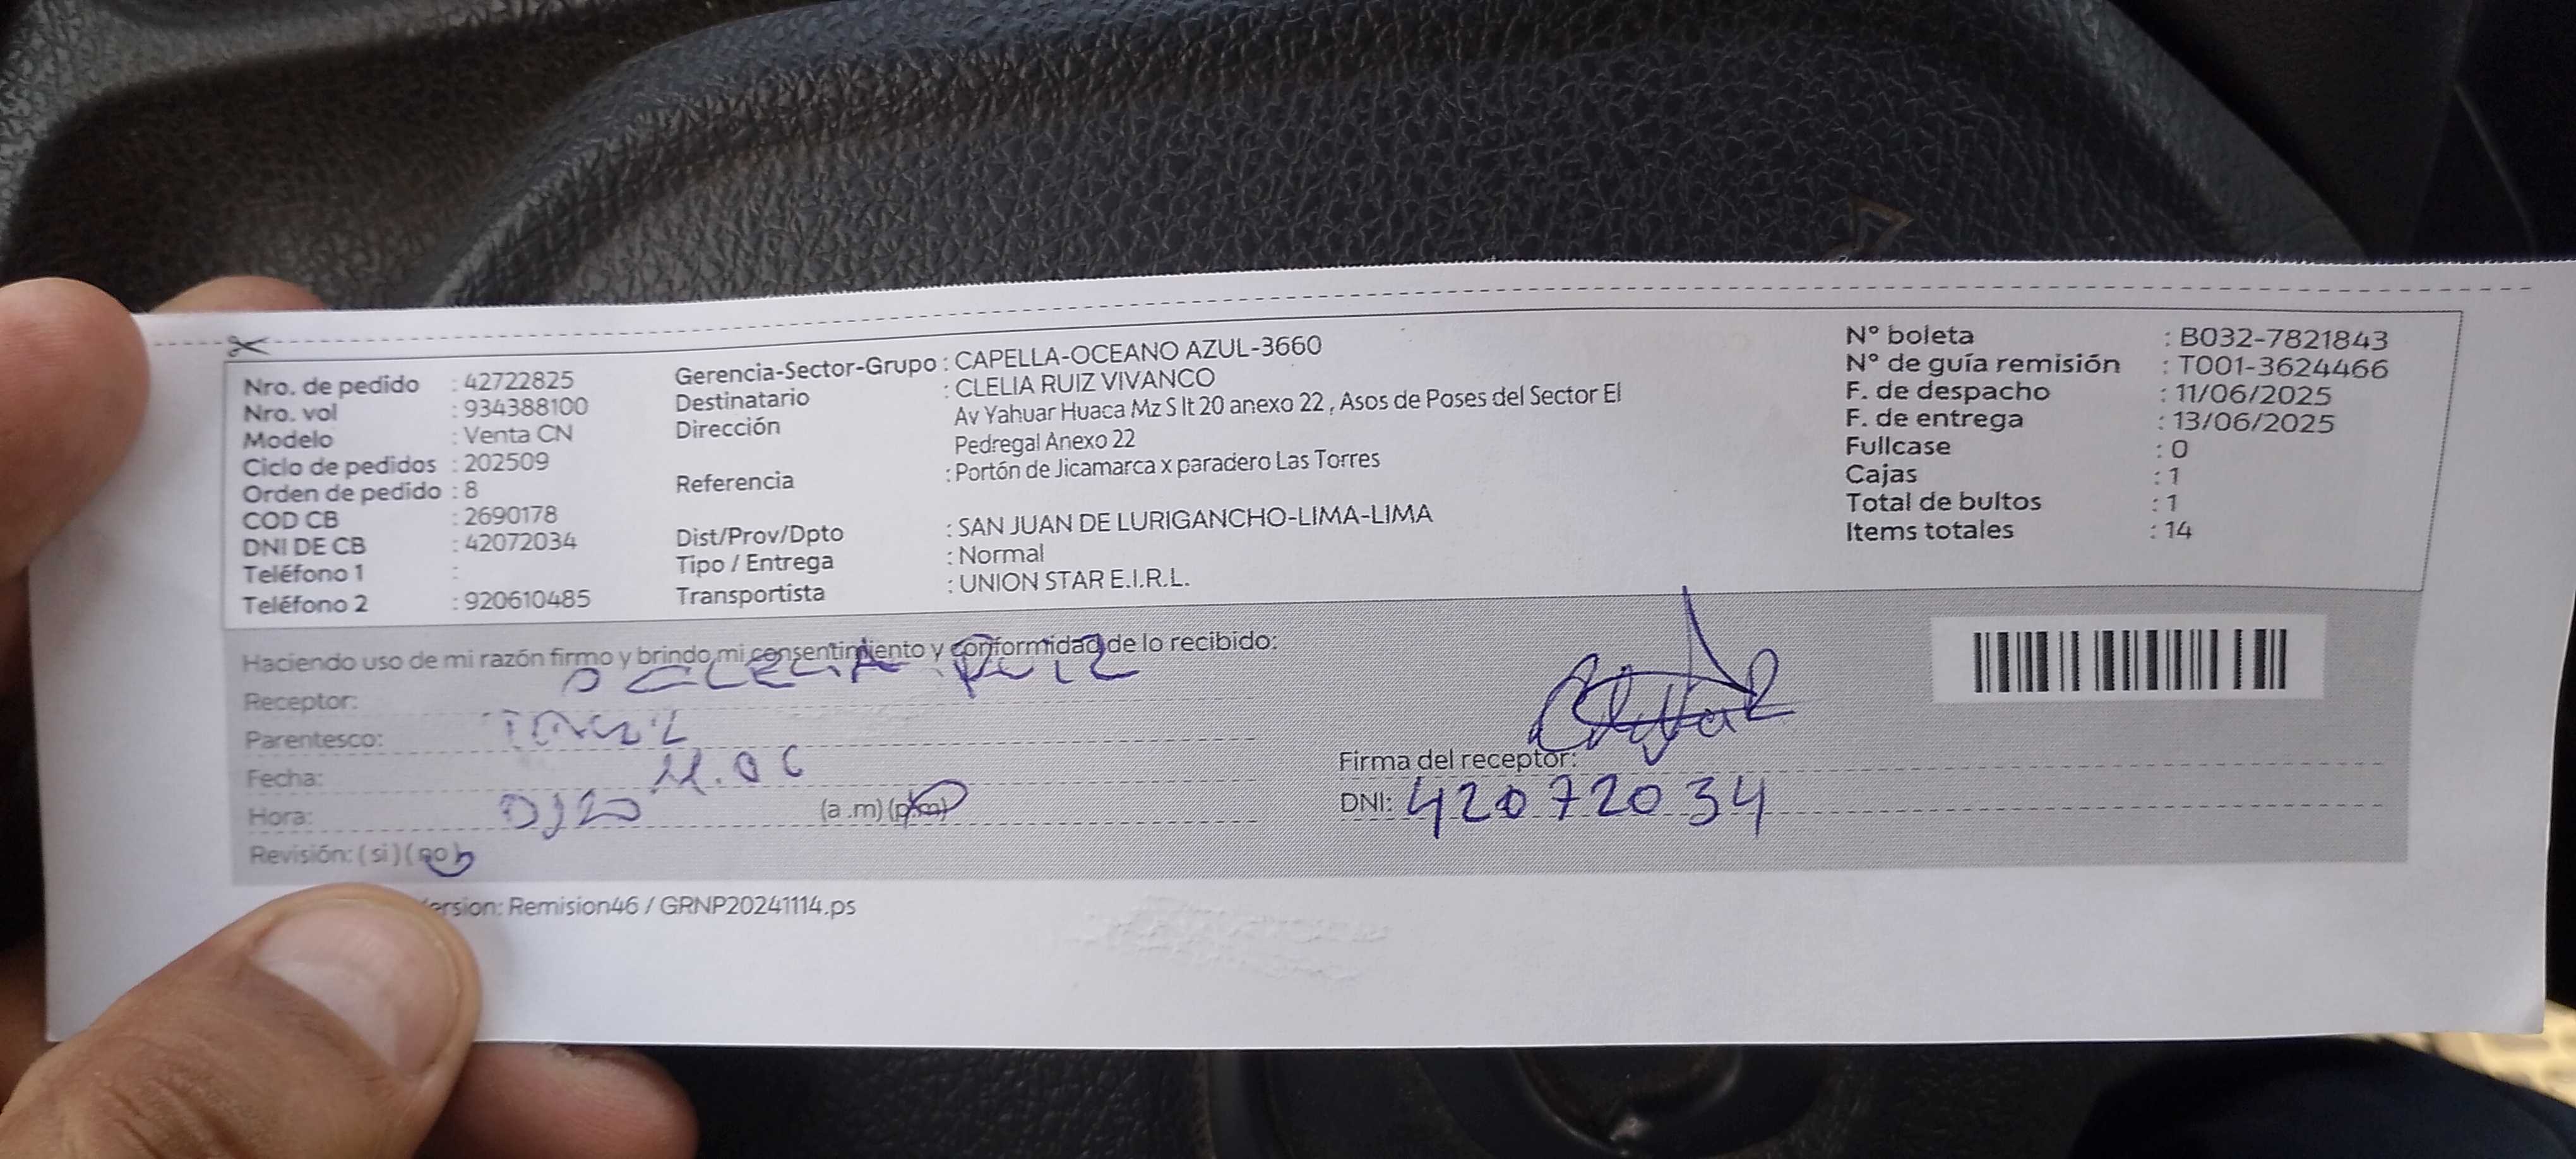 Nro. de pedido : 42722825
Nro. vol : 934388100
Modelo : Venta CN
Ciclo de pedidos : 202509
Orden de pedido : 8
COD CB : 2690178
DNI DE CB : 42072034
Teléfono 1 :
Teléfono 2 : 920610485
Gerencia-Sector-Grupo : CAPELLA-OCEANO AZUL-3660
Destinatario : CLELIA RUIZ VIVANCO
Dirección Av Yahuar Huaca Mz S lt 20 anexo 22 , Asos de Poses del Sector El
Pedregal Anexo 22
Referencia : Portón de Jicamarca x paradero Las Torres
Dist/Prov/Dpto : SAN JUAN DE LURIGANCHO-LIMA-LIMA
Tipo / Entrega : Normal
Transportista : UNION STAR E.I.R.L.
N° boleta : B032-7821843
N° de guía remisión : T001-3624466
F. de despacho : 11/06/2025
F. de entrega : 13/06/2025
Fullcase : 0
Cajas : 1
Total de bultos : 1
Items totales : 14
Haciendo uso de mi razón firmo y brindo mi consentimiento y conformidad de lo recibido:
Receptor: CLELIA RUIZ
Parentesco:
Fecha:
Hora: (a .m) (p.m)
Revisión: ( si ) ( no )
Firma del receptor:
DNI: 42072034
ersion: Remision46 / GRNP20241114.ps